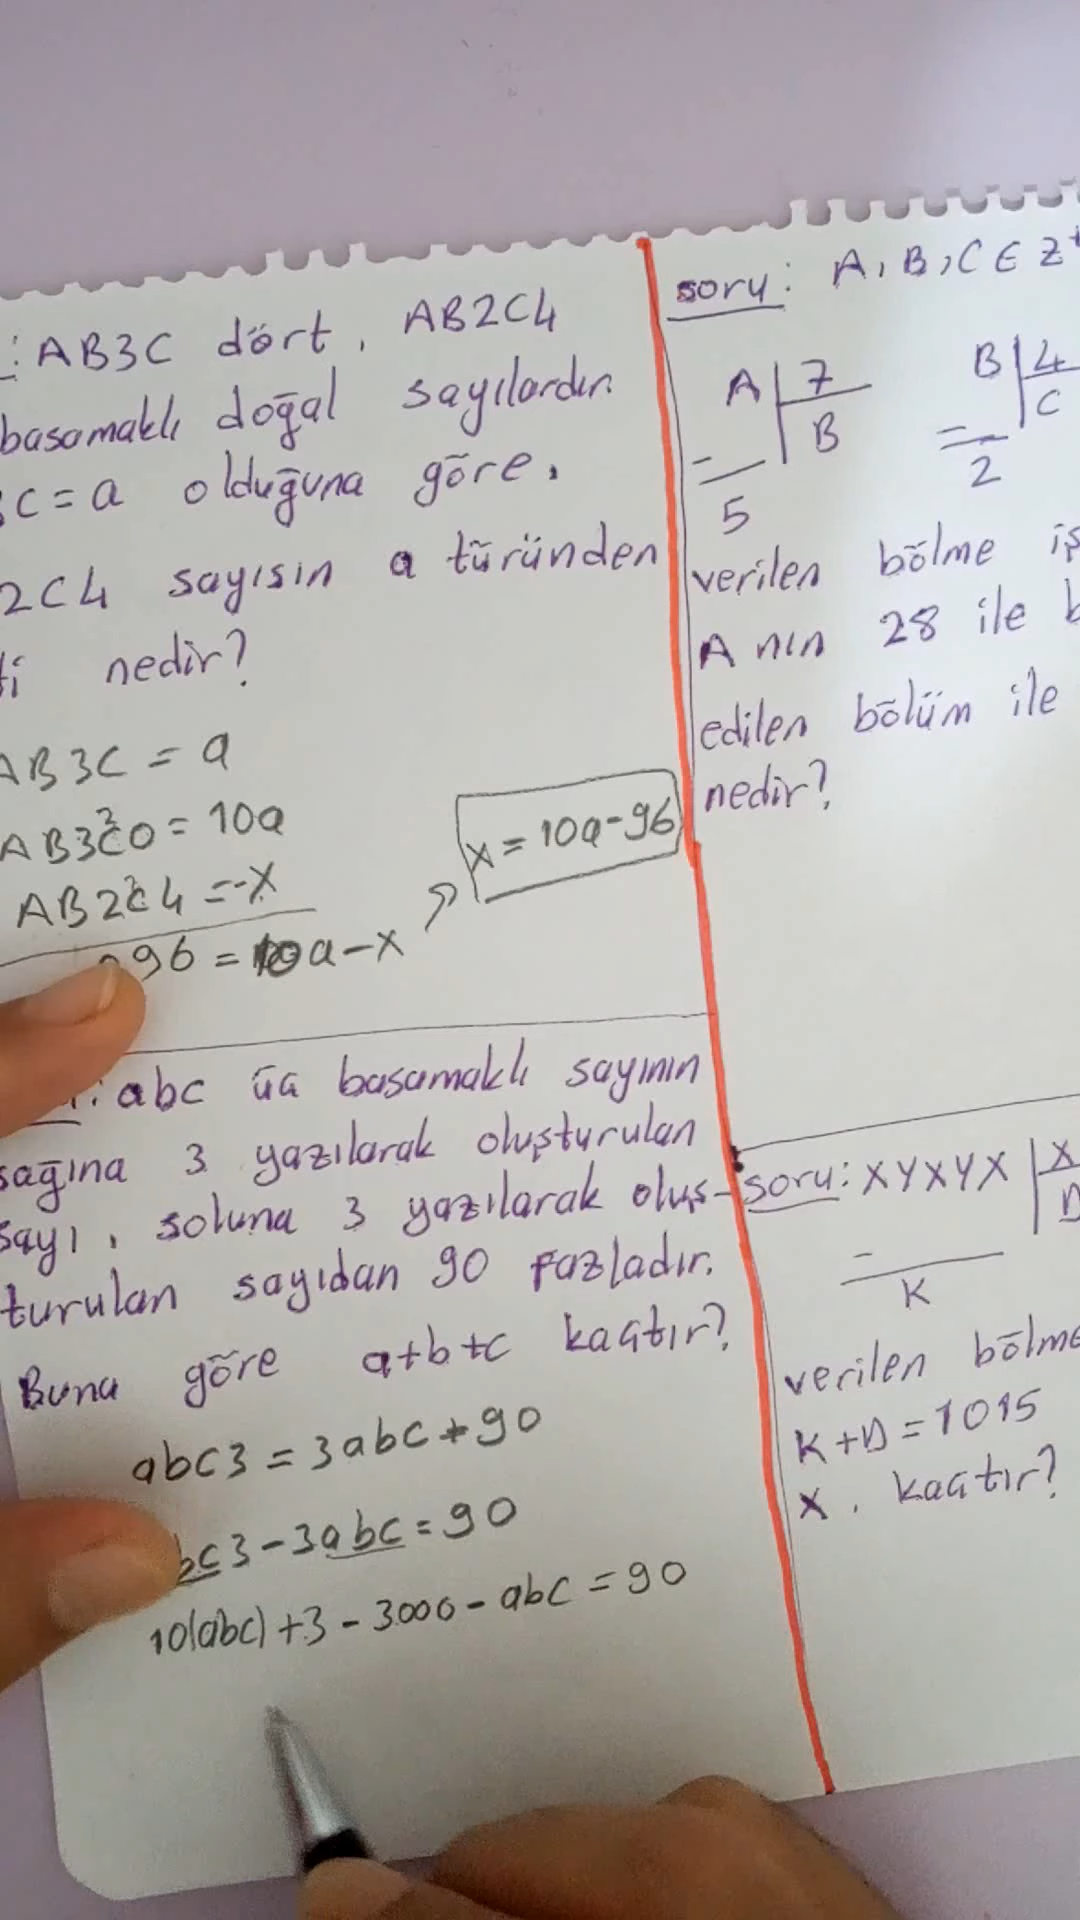 : AB3C dört, AB2C4
basamaklı doğal sayılardır.
C = a olduğuna göre,
2C4 sayısın a türünden
nedir?
AB3C = a
AB3C0 = 10a
AB2C4 = -x
96 = 10a - x
x = 10a - 96
: abc üç basamaklı sayının
sağına 3 yazılarak oluşturulan
sayı, soluna 3 yazılarak oluş-
turulan sayıdan 90 fazladır.
Buna göre a+b+c kaçtır?
abc3 = 3abc + 90
bc3 - 3abc = 90
10(abc) + 3 - 3000 - abc = 90
soru: A, B, C ∈ Z+
A | 7
B
- 5
B | 4
C
- 2
verilen bölme iş
A nın 28 ile b
edilen bölüm ile
nedir?
soru: XYXYX | X
D
- K
verilen bölme
K + D = 1015
X, kaçtır?